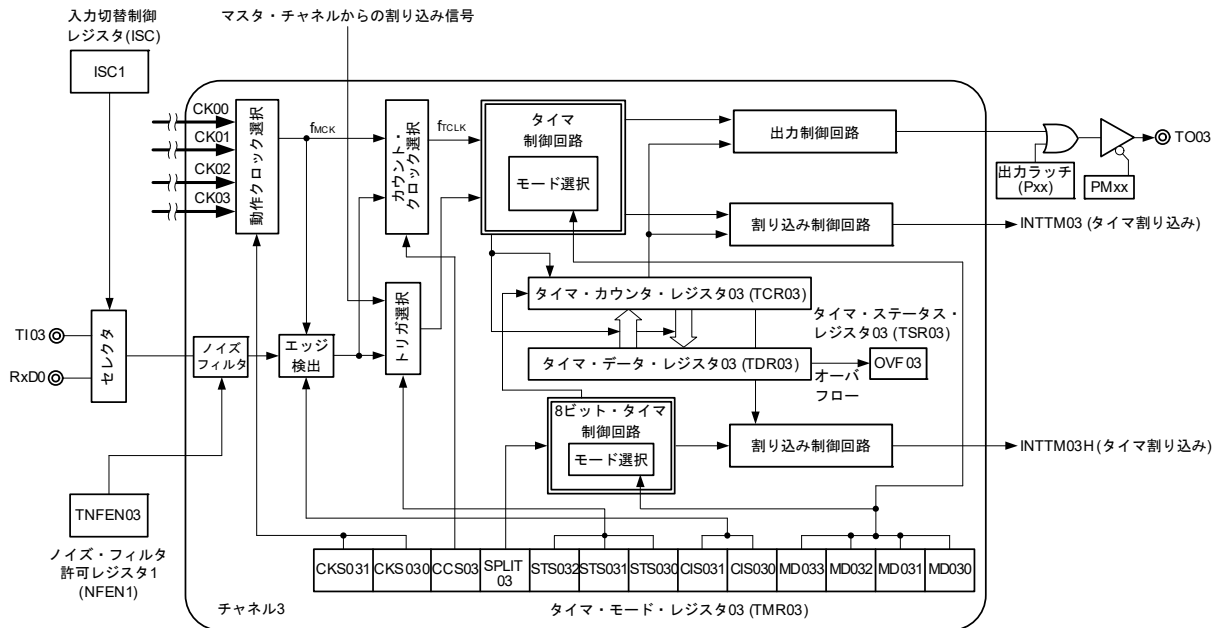 入力切替制御
レジスタ(ISC)
マスタ・チャネルからの割り込み信号
ISC1
CK00
CK01
CK02
CK03
動作クロック選択
fMCK
カウント・
クロック選択
fTCLK
タイマ
制御回路
モード選択
出力制御回路
TO03
出力ラッチ
(Pxx)
PMxx
割り込み制御回路
INTTM03 (タイマ割り込み)
トリガ選択
タイマ・カウンタ・レジスタ03 (TCR03)
タイマ・ステータス・
レジスタ03 (TSR03)
TI03
RxD0
セレクタ
ノイズ
フィルタ
エッジ
検出
タイマ・データ・レジスタ03 (TDR03)
OVF03
オーバ
フロー
8ビット・タイマ
制御回路
モード選択
割り込み制御回路
INTTM03H (タイマ割り込み)
TNFEN03
ノイズ・フィルタ
許可レジスタ1
(NFEN1)
CKS031
CKS030
CCS03
SPLIT
03
STS032
STS031
STS030
CIS031
CIS030
MD033
MD032
MD031
MD030
チャネル3
タイマ・モード・レジスタ03 (TMR03)